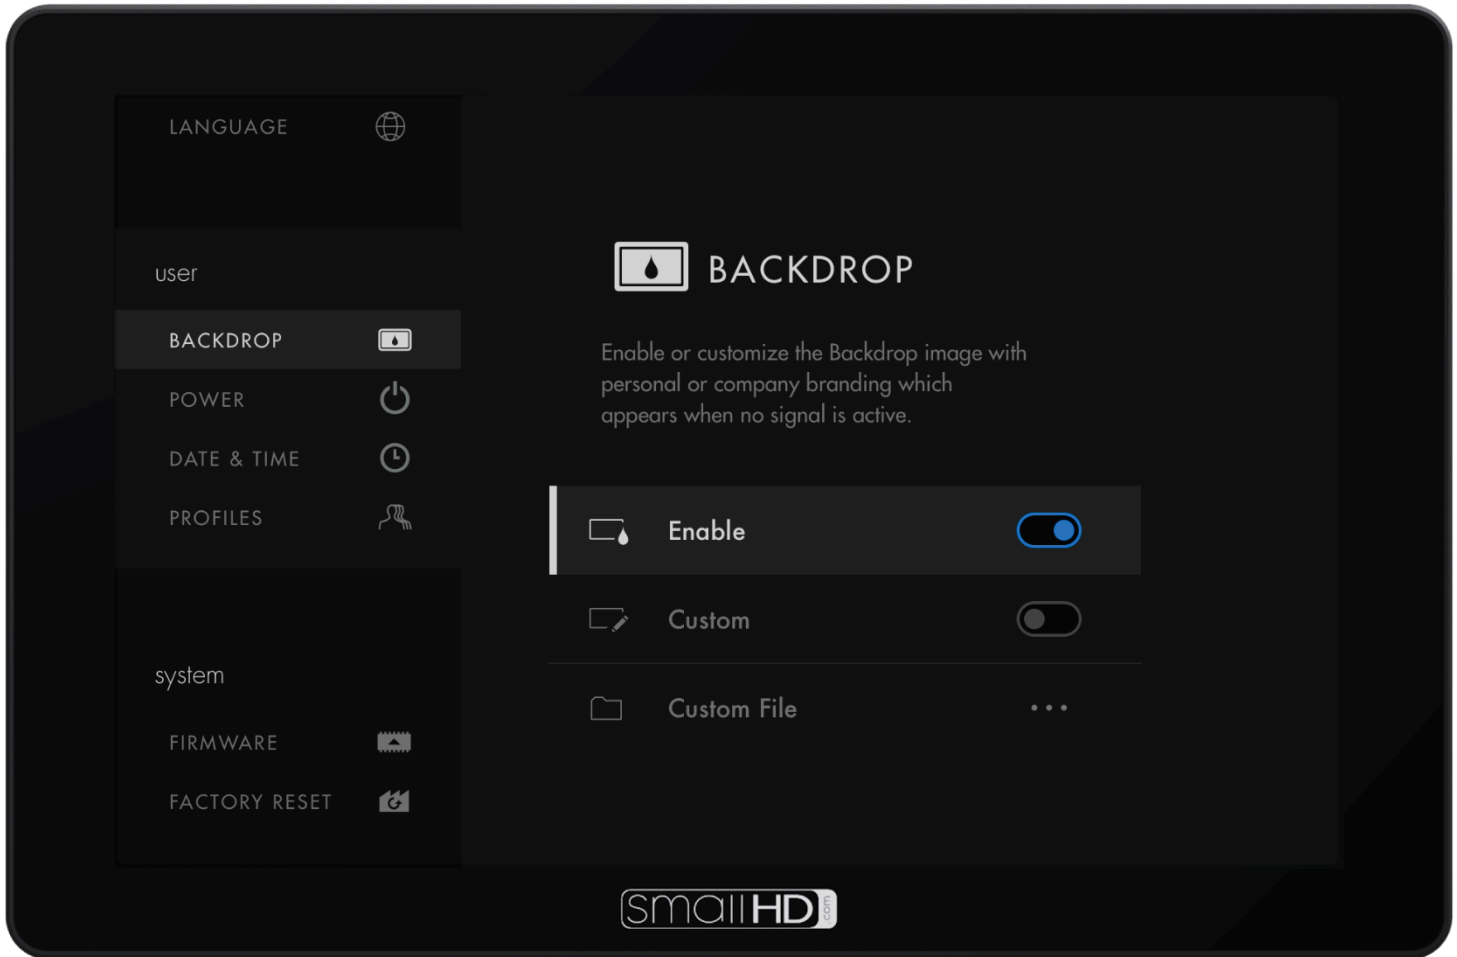 LANGUAGE
user
BACKDROP
POWER
DATE & TIME
PROFILES
system
FIRMWARE
FACTORY RESET
BACKDROP
Enable or customize the Backdrop image with
personal or company branding which
appears when no signal is active.
Enable
Custom
Custom File
smallHD.com